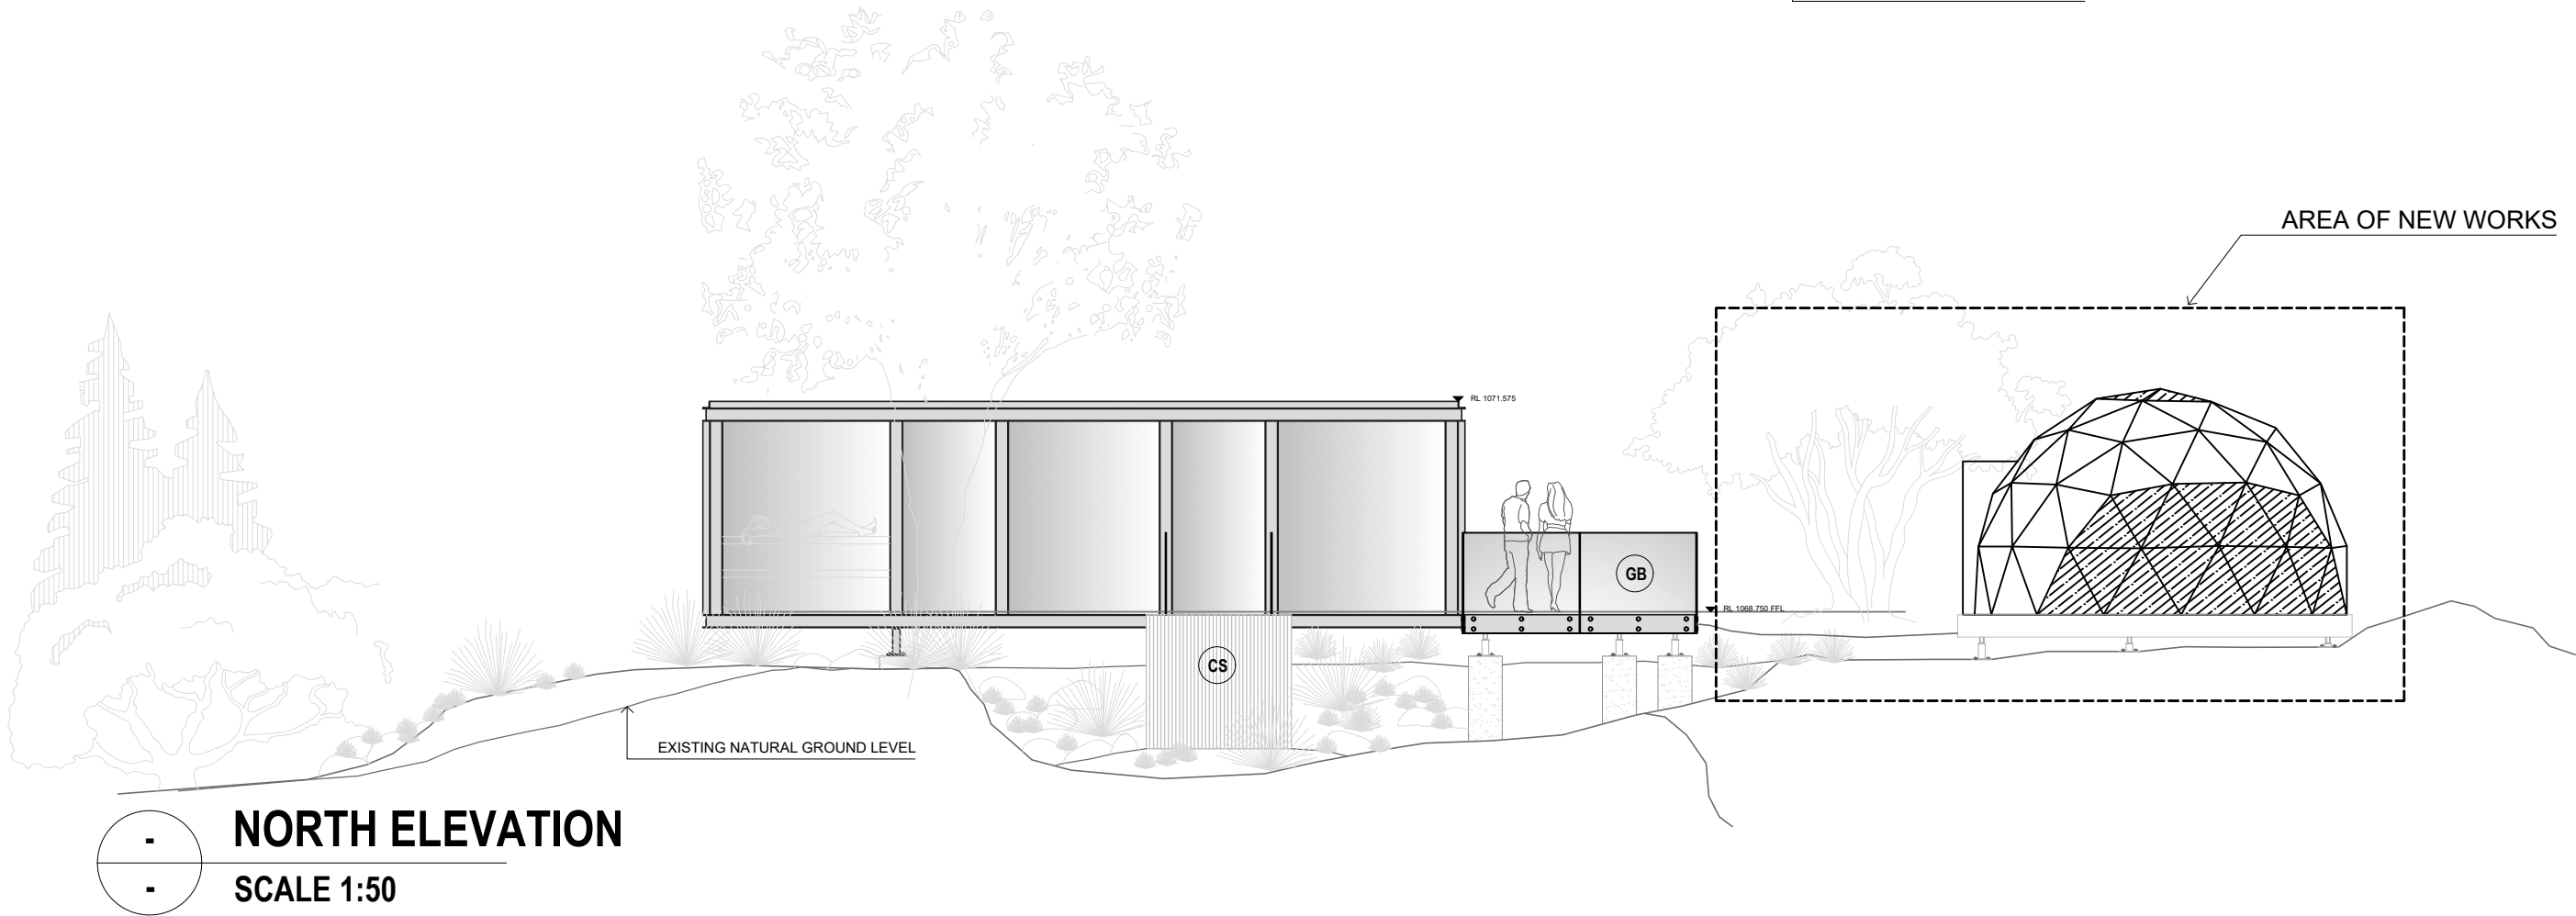 AREA OF NEW WORKS
RL 1071.575
GB
RL 1068.750 FFL
CS
EXISTING NATURAL GROUND LEVEL
-
NORTH ELEVATION
-
SCALE 1:50